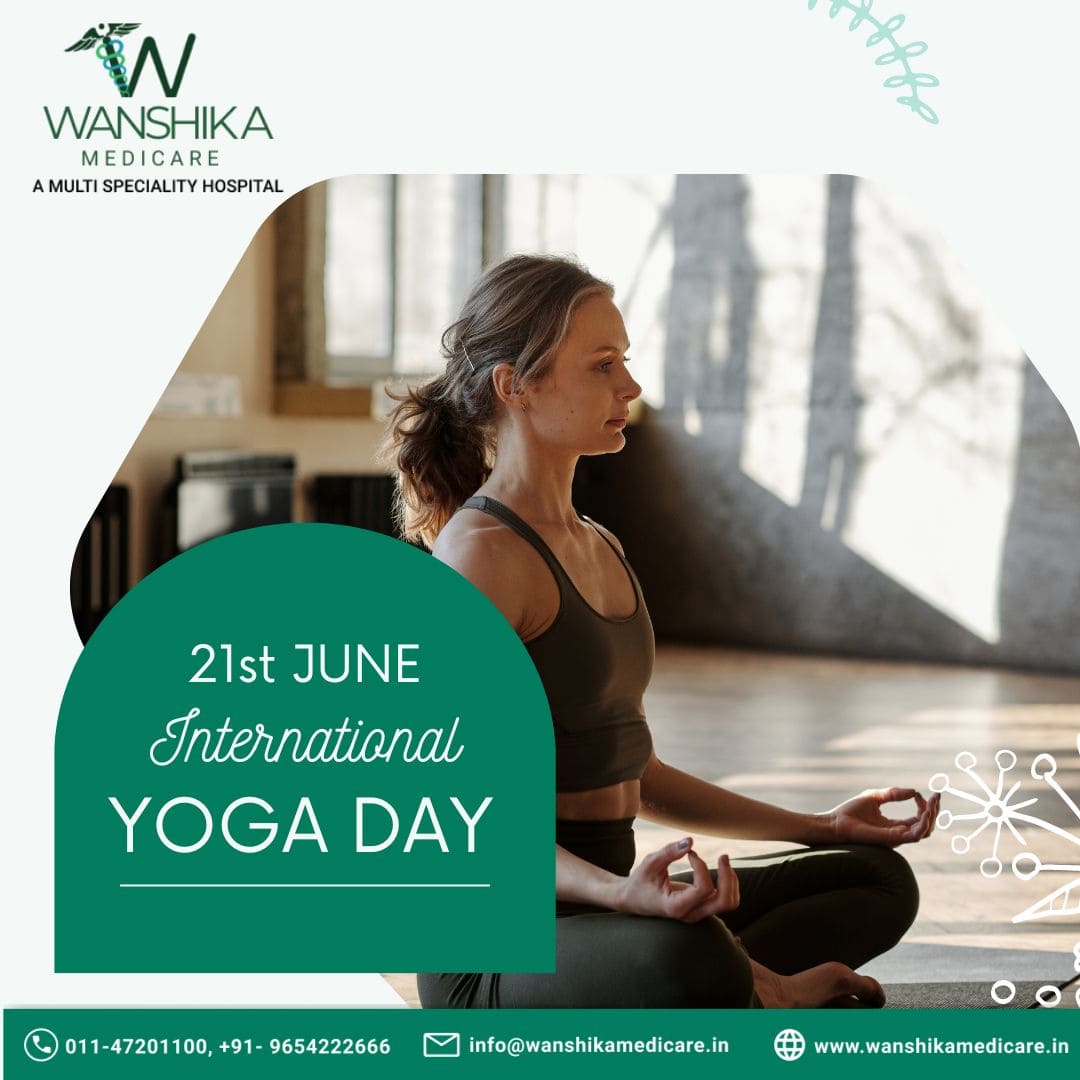 W
WANSHIKA
MEDICARE
A MULTI SPECIALITY HOSPITAL
21st JUNE
International
YOGA DAY
011-47201100, +91- 9654222666
info@wanshikamedicare.in
www.wanshikamedicare.in